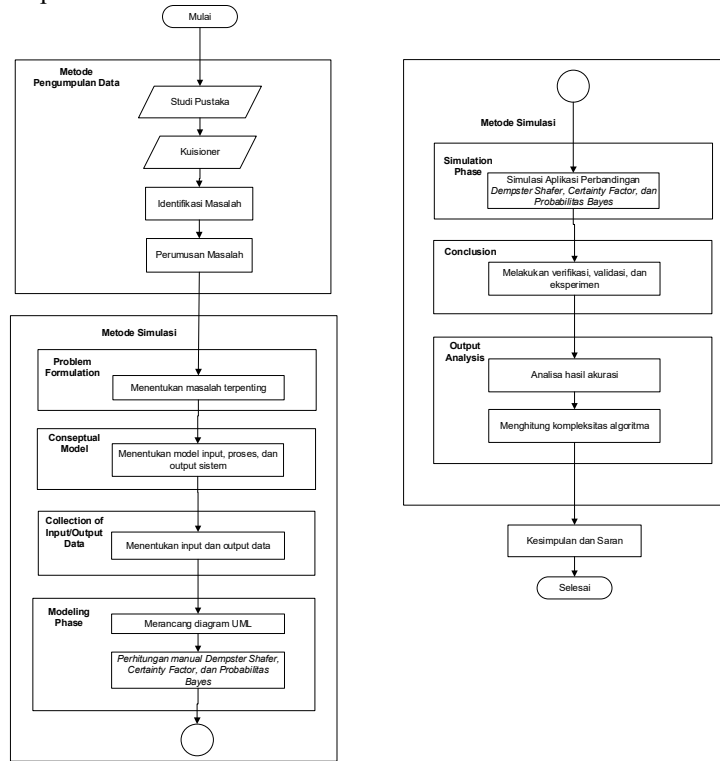 Mulai
Metode
Pengumpulan Data
Studi Pustaka
Kuisioner
Identifikasi Masalah
Perumusan Masalah
Metode Simulasi
Problem
Formulation
Menentukan masalah terpenting
Conseptual
Model
Menentukan model input, proses, dan
output sistem
Collection of
Input/Output
Data
Menentukan input dan output data
Modeling
Phase
Merancang diagram UML
Perhitungan manual Dempster Shafer,
Certainty Factor, dan Probabilitas
Bayes
Metode Simulasi
Simulation
Phase
Simulasi Aplikasi Perbandingan
Dempster Shafer, Certainty Factor, dan
Probabilitas Bayes
Conclusion
Melakukan verifikasi, validasi, dan
eksperimen
Output
Analysis
Analisa hasil akurasi
Menghitung kompleksitas algoritma
Kesimpulan dan Saran
Selesai